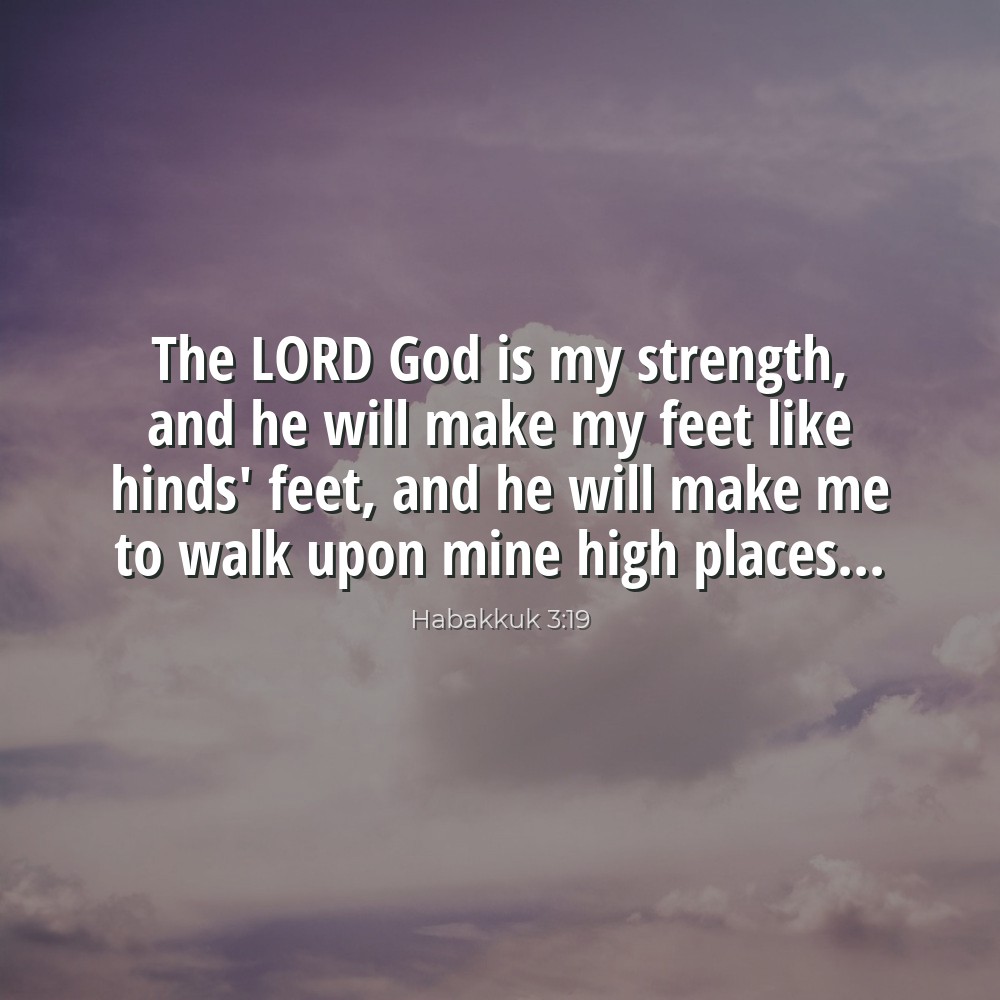 The LORD God is my strength,
and he will make my feet like
hinds' feet, and he will make me
to walk upon mine high places...
Habakkuk 3:19